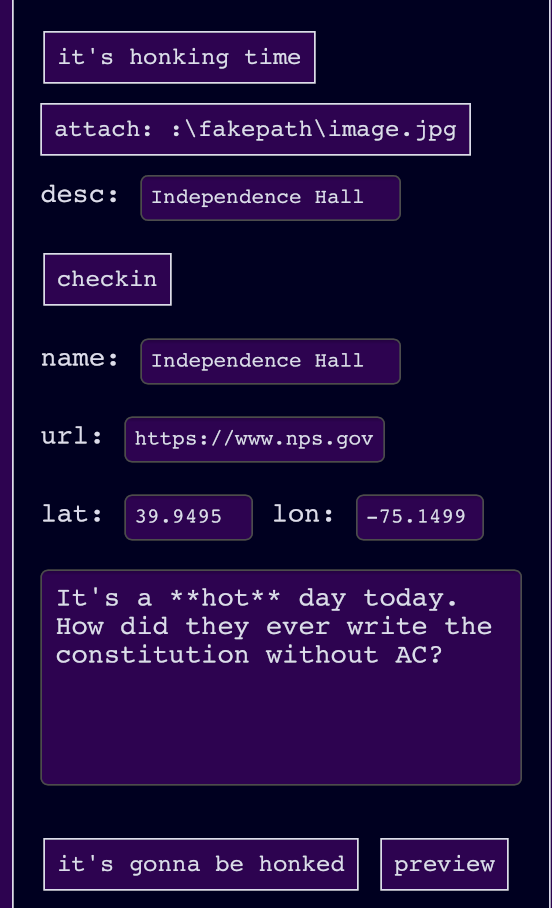 it's honking time
attach: :\fakepath\image.jpg
desc: Independence Hall
checkin
name: Independence Hall
url: https://www.nps.gov
lat: 39.9495 lon: -75.1499
It's a **hot** day today.
How did they ever write the
constitution without AC?
it's gonna be honked preview